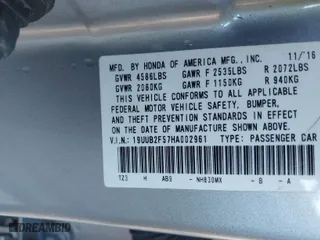 MFD. BY HONDA OF AMERICA MFG., INC. 11/16
GVWR 4586LBS GAWR F 2535LBS R 2072LBS
GVWR 2080KG GAWR F 1150KG R 940KG
THIS VEHICLE CONFORMS TO ALL APPLICABLE
FEDERAL MOTOR VEHICLE SAFETY, BUMPER,
AND THEFT PREVENTION STANDARDS IN EFFECT
ON THE DATE OF MANUFACTURE SHOWN ABOVE.
V.I.N.: 19UUB2F57HA002961 TYPE: PASSENGER CAR
123 H AB9 - NH830MX - B - A